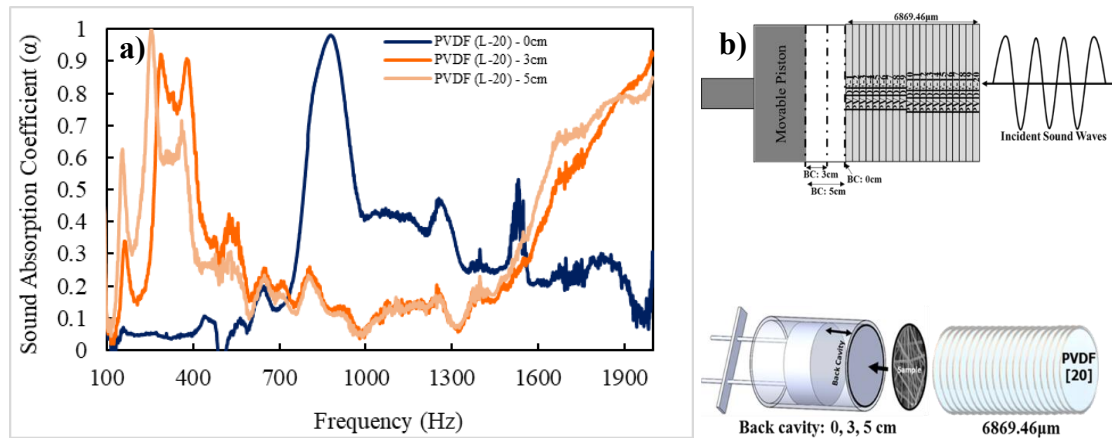 a)
Sound Absorption Coefficient (α)
1
0.9
0.8
0.7
0.6
0.5
0.4
0.3
0.2
0.1
0
PVDF (L-20) - 0cm
PVDF (L-20) - 3cm
PVDF (L-20) - 5cm
100 400 700 1000 1300 1600 1900
Frequency (Hz)
b)
6869.46μm
Movable Piston
Incident Sound Waves
BC: 3cm
BC: 0cm
BC: 5cm
Back Cavity
Sample
PVDF
[20]
Back cavity: 0, 3, 5 cm
6869.46μm